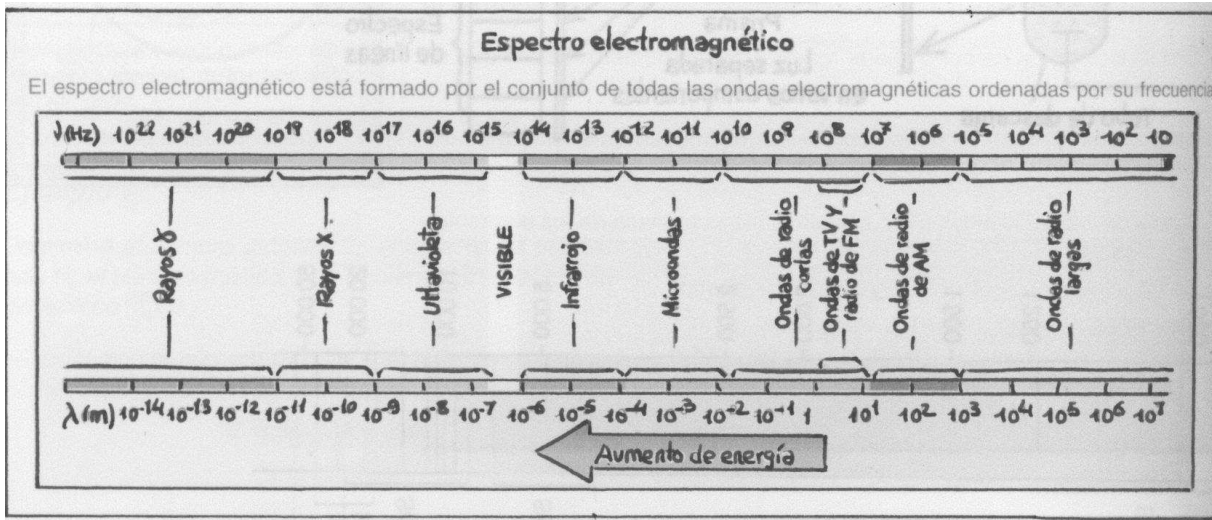 Espectro electromagnético
El espectro electromagnético está formado por el conjunto de todas las ondas electromagnéticas ordenadas por su frecuencia
ν(Hz) 10²² 10²¹ 10²⁰ 10¹⁹ 10¹⁸ 10¹⁷ 10¹⁶ 10¹⁵ 10¹⁴ 10¹³ 10¹² 10¹¹ 10¹⁰ 10⁹ 10⁸ 10⁷ 10⁶ 10⁵ 10⁴ 10³ 10² 10
Rayos γ
Rayos X
Ultravioleta
VISIBLE
Infrarrojo
Microondas
Ondas de radio
cortas
Ondas de TV y
radio de FM
Ondas de radio
de AM
Ondas de radio
largas
λ(m) 10⁻¹⁴ 10⁻¹³ 10⁻¹² 10⁻¹¹ 10⁻¹⁰ 10⁻⁹ 10⁻⁸ 10⁻⁷ 10⁻⁶ 10⁻⁵ 10⁻⁴ 10⁻³ 10⁻² 10⁻¹ 1 10¹ 10² 10³ 10⁴ 10⁵ 10⁶ 10⁷
Aumento de energía